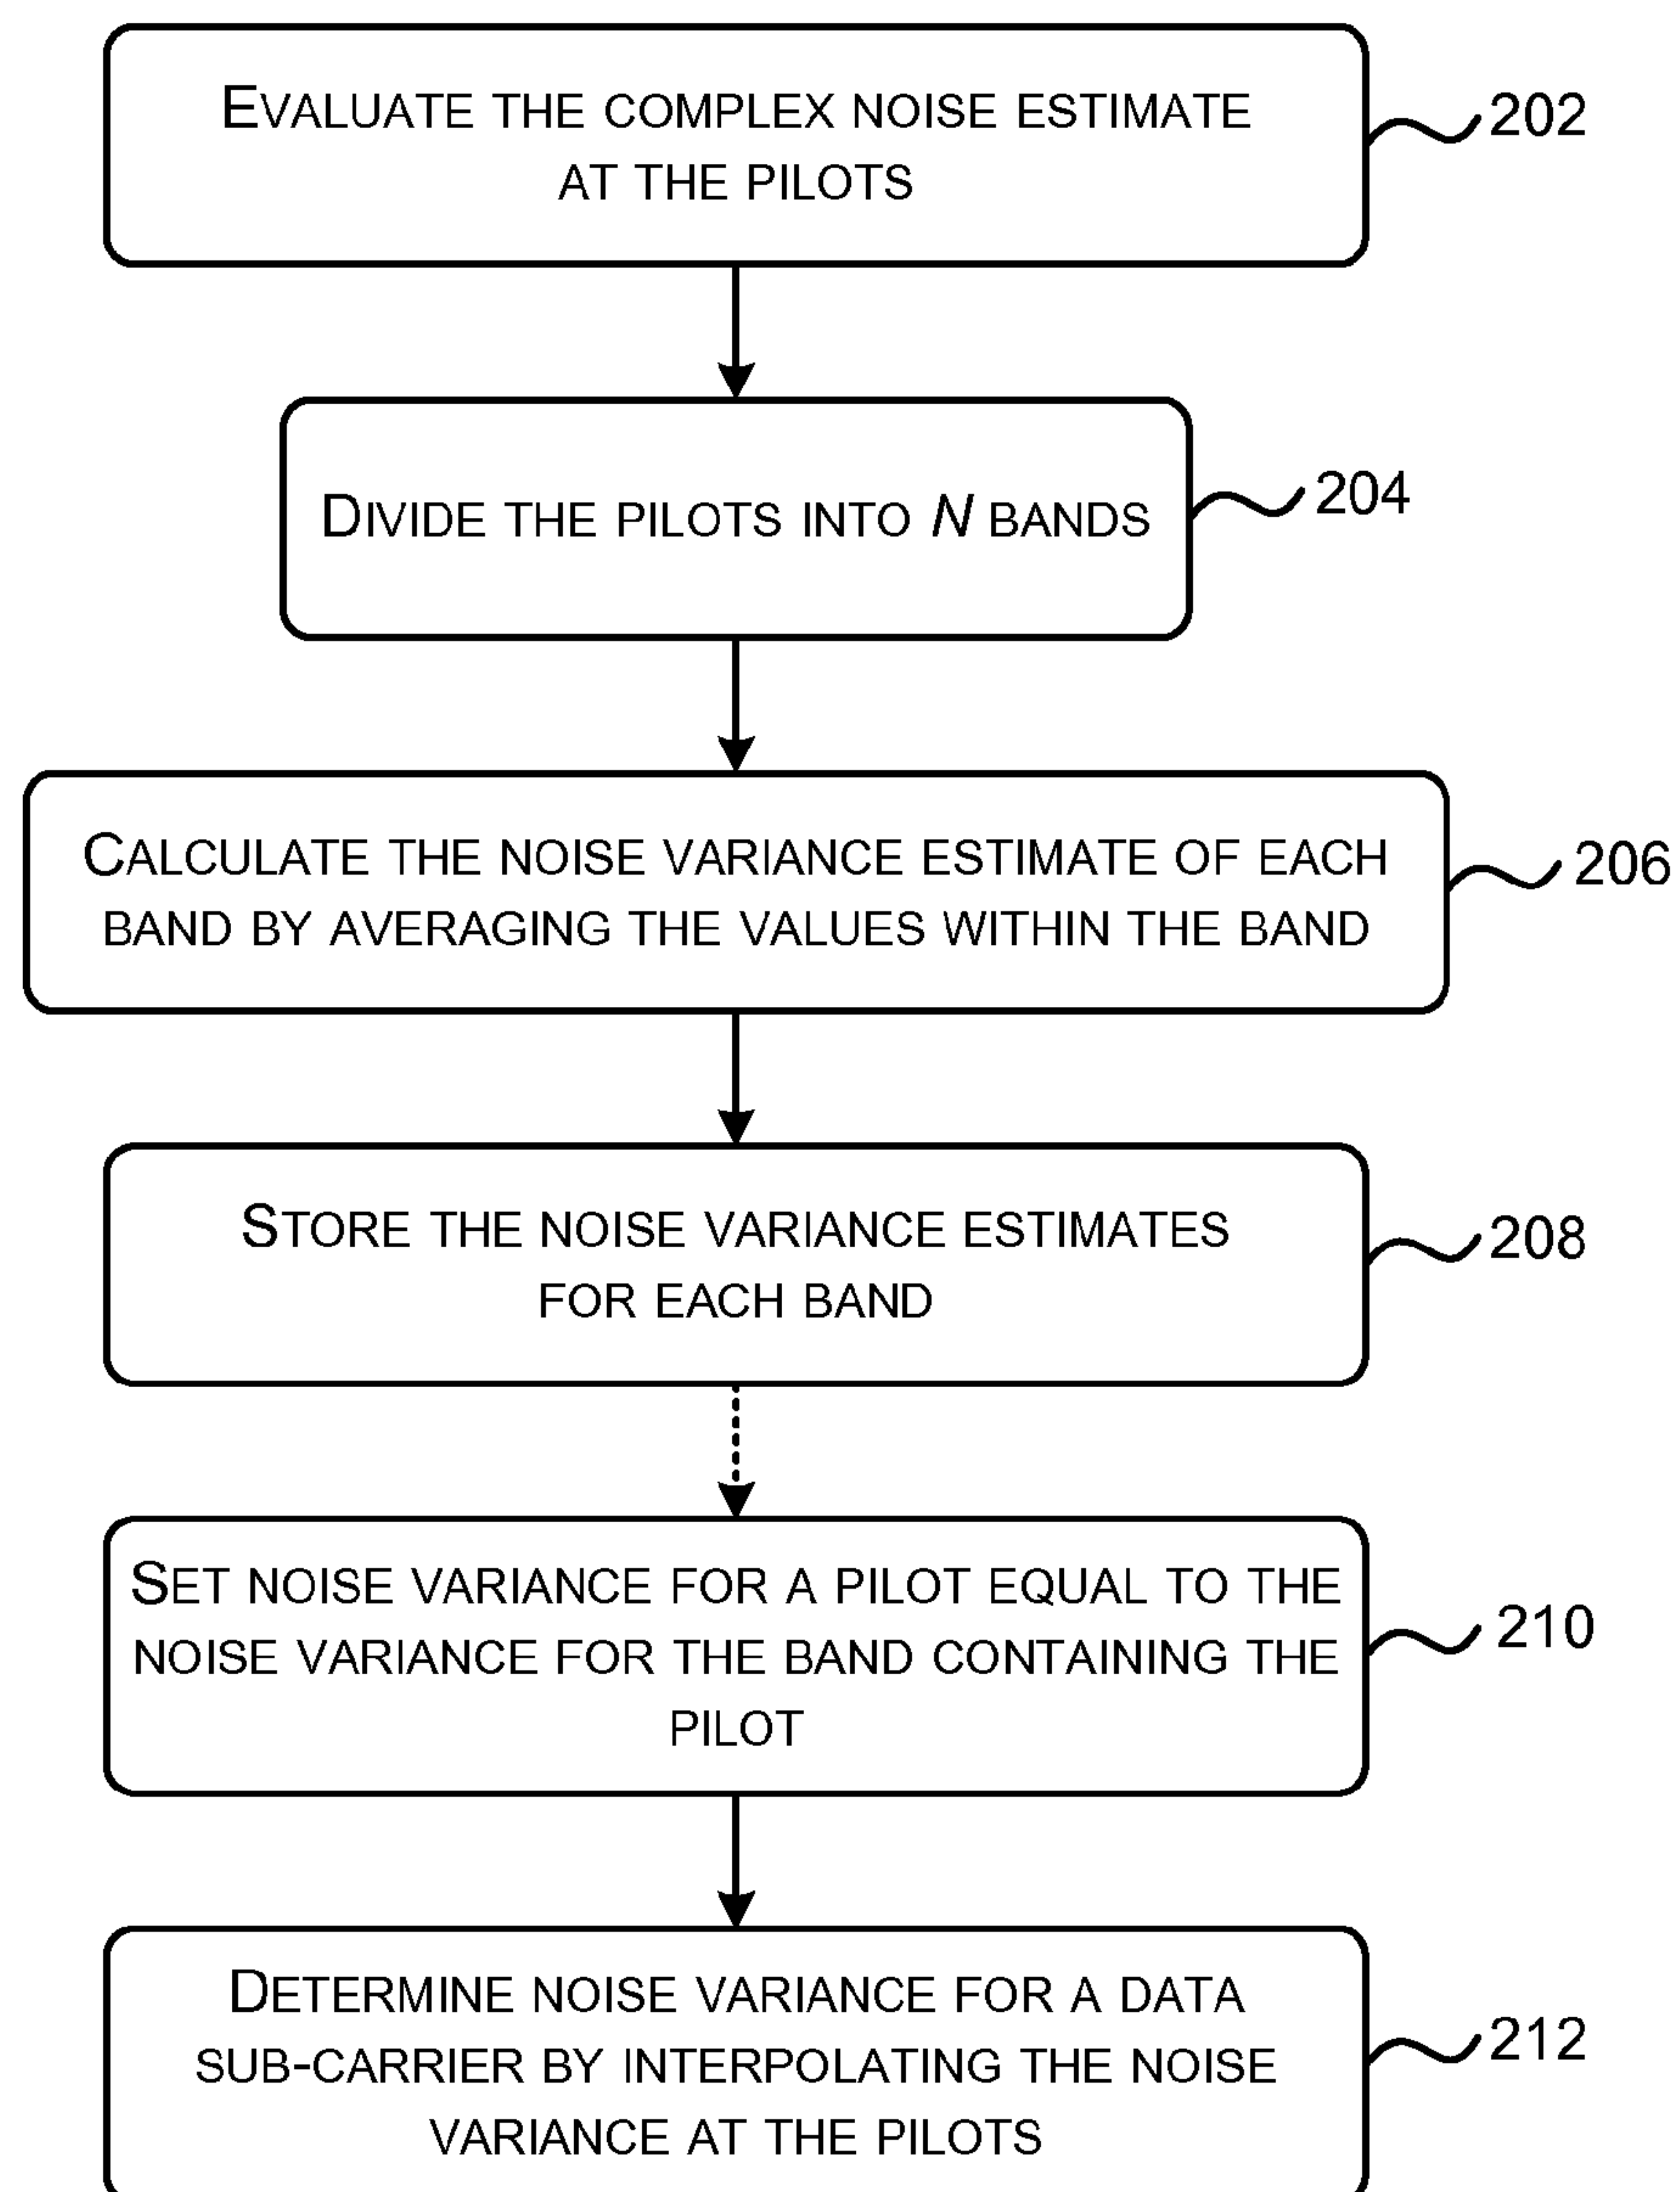 EVALUATE THE COMPLEX NOISE ESTIMATE
AT THE PILOTS
202
DIVIDE THE PILOTS INTO N BANDS
204
CALCULATE THE NOISE VARIANCE ESTIMATE OF EACH
BAND BY AVERAGING THE VALUES WITHIN THE BAND
206
STORE THE NOISE VARIANCE ESTIMATES
FOR EACH BAND
208
SET NOISE VARIANCE FOR A PILOT EQUAL TO THE
NOISE VARIANCE FOR THE BAND CONTAINING THE
PILOT
210
DETERMINE NOISE VARIANCE FOR A DATA
SUB-CARRIER BY INTERPOLATING THE NOISE
VARIANCE AT THE PILOTS
212